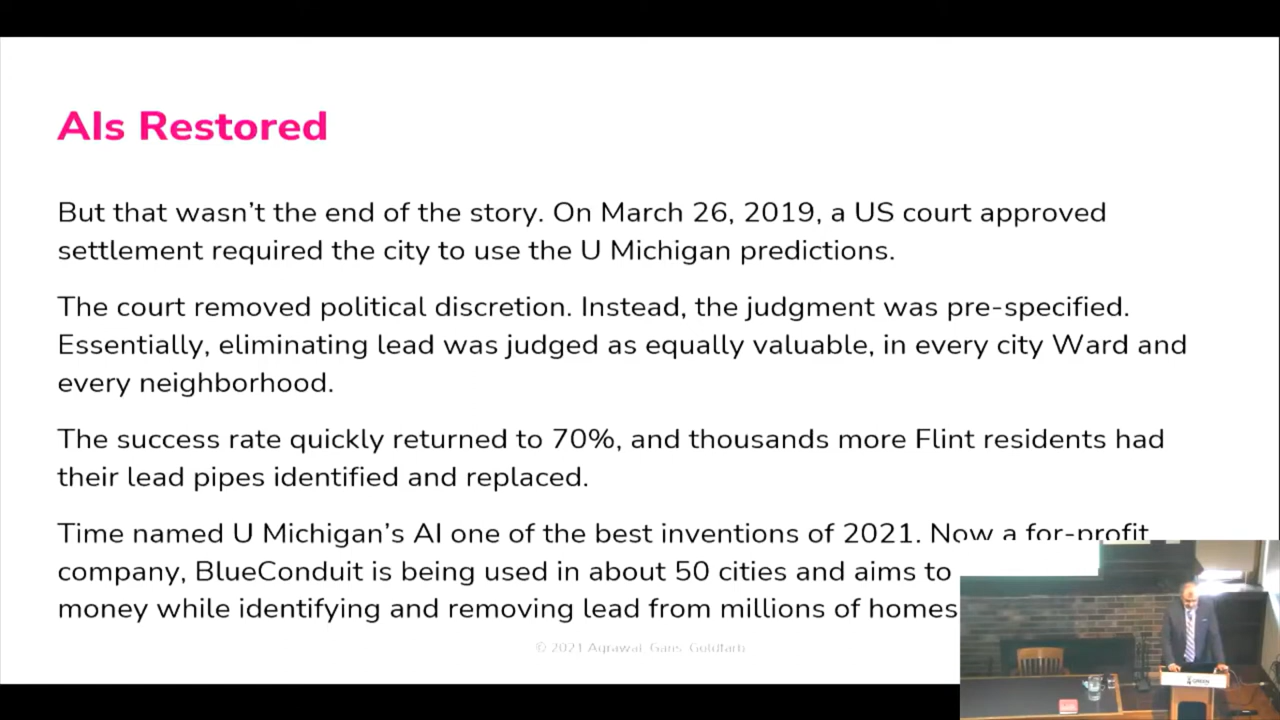 AIs Restored
But that wasn't the end of the story. On March 26, 2019, a US court approved
settlement required the city to use the U Michigan predictions.
The court removed political discretion. Instead, the judgment was pre-specified.
Essentially, eliminating lead was judged as equally valuable, in every city Ward and
every neighborhood.
The success rate quickly returned to 70%, and thousands more Flint residents had
their lead pipes identified and replaced.
Time named U Michigan's AI one of the best inventions of 2021. Now a for-profit
company, BlueConduit is being used in about 50 cities and aims to
money while identifying and removing lead from millions of homes
© 2021 Agrawal, Gans, Goldfarb